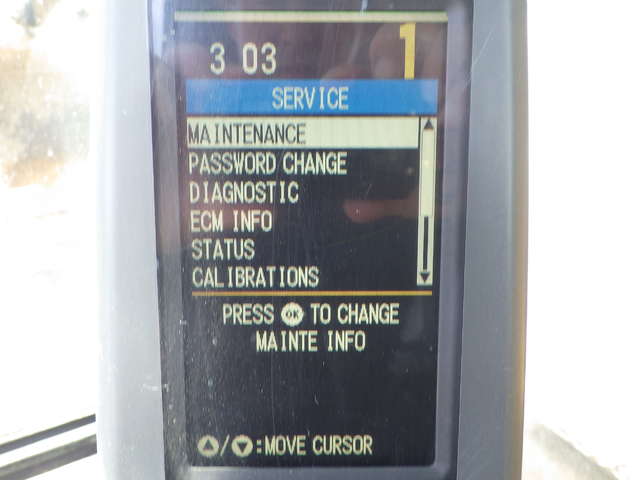 3 03 1
SERVICE
MAINTENANCE
PASSWORD CHANGE
DIAGNOSTIC
ECM INFO
STATUS
CALIBRATIONS
PRESS OK TO CHANGE
MAINTE INFO
/ :MOVE CURSOR